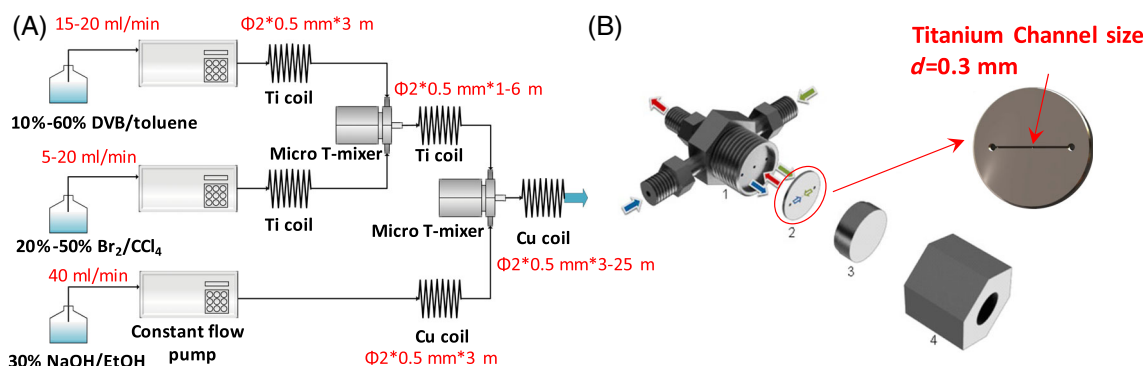 (A)
15-20 ml/min
Φ2*0.5 mm*3 m
Ti coil
10%-60% DVB/toluene
Φ2*0.5 mm*1-6 m
Micro T-mixer
Ti coil
5-20 ml/min
Ti coil
20%-50% Br₂/CCl₄
Micro T-mixer
Cu coil
Φ2*0.5 mm*3-25 m
40 ml/min
Constant flow
pump
Cu coil
Φ2*0.5 mm*3 m
30% NaOH/EtOH
(B)
Titanium Channel size
d=0.3 mm
1
2
3
4